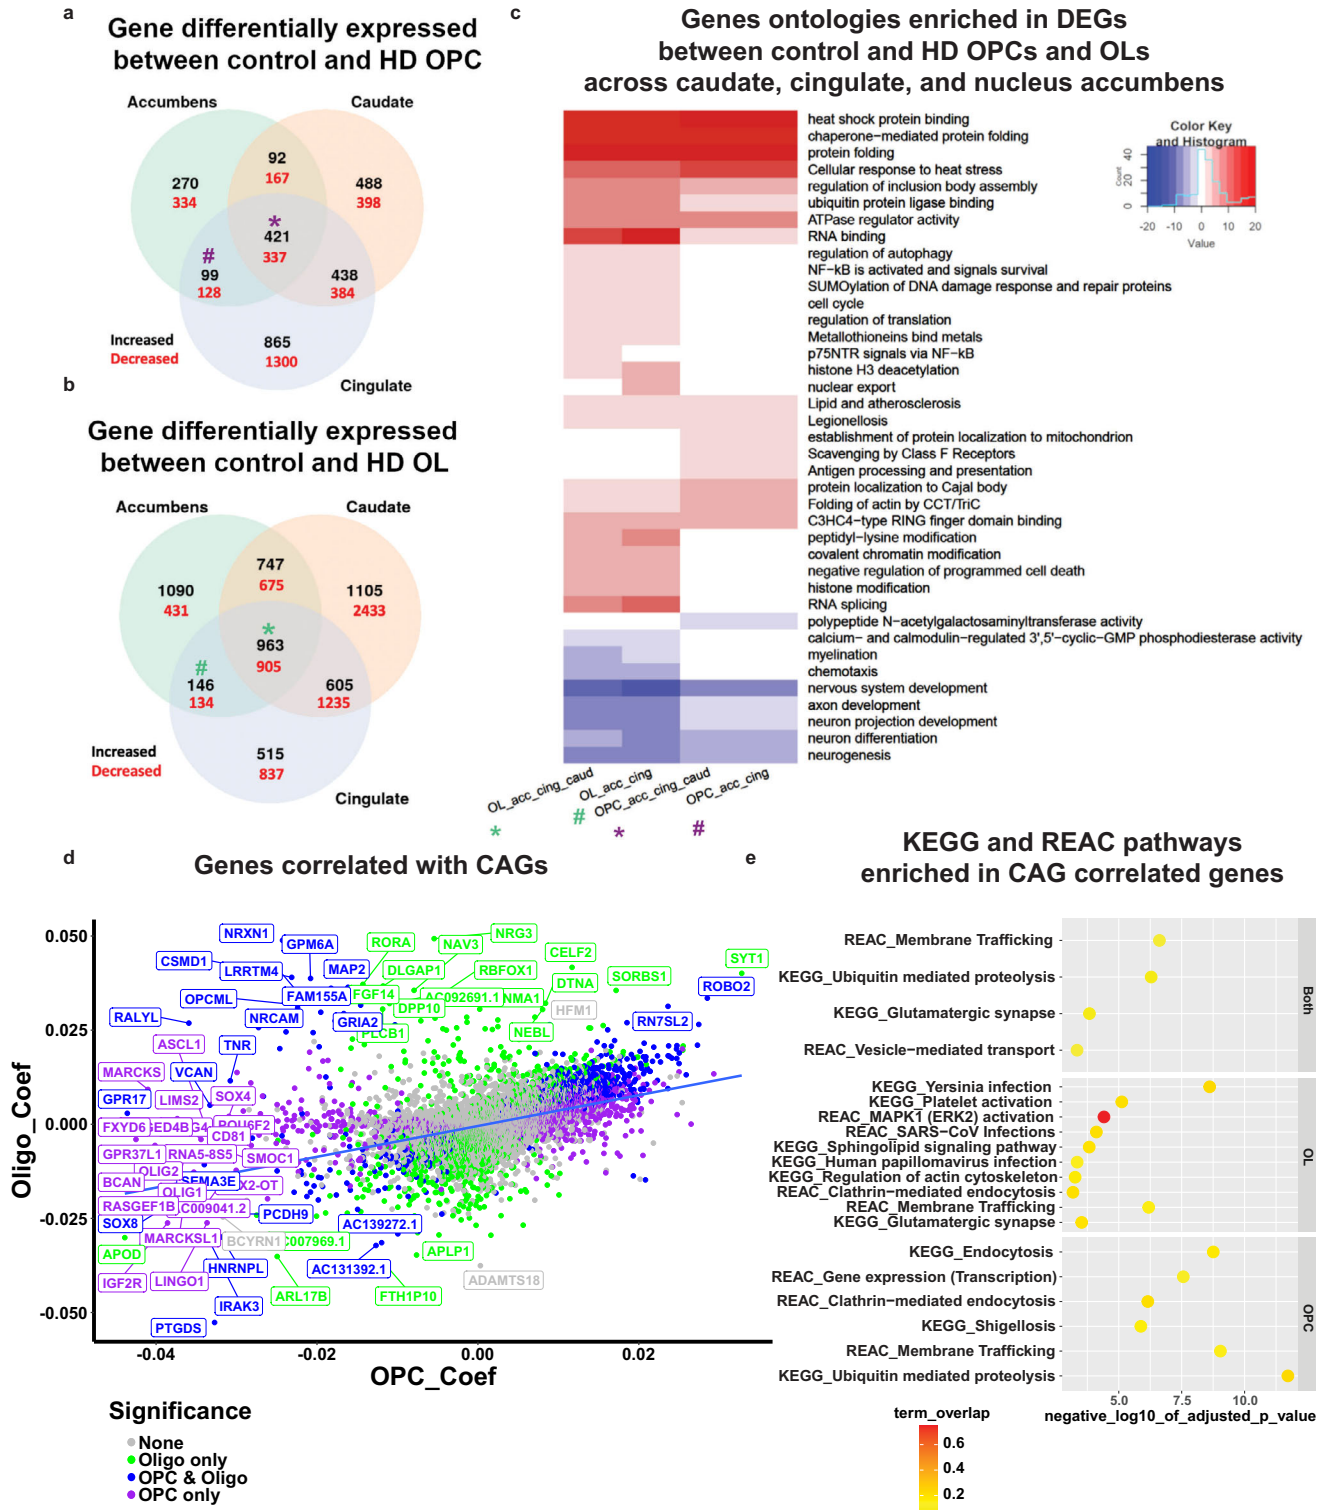 a
Gene differentially expressed
between control and HD OPC
Accumbens
Caudate
92
167
270
334
488
398
*
421
337
#
99
128
438
384
865
1300
Increased
Decreased
Cingulate
b
Gene differentially expressed
between control and HD OL
Accumbens
Caudate
747
675
1090
431
1105
2433
*
963
905
#
146
134
605
1235
515
837
Increased
Decreased
Cingulate
c
Genes ontologies enriched in DEGs
between control and HD OPCs and OLs
across caudate, cingulate, and nucleus accumbens
heat shock protein binding
chaperone−mediated protein folding
protein folding
Cellular response to heat stress
regulation of inclusion body assembly
ubiquitin protein ligase binding
ATPase regulator activity
RNA binding
regulation of autophagy
NF−kB is activated and signals survival
SUMOylation of DNA damage response and repair proteins
cell cycle
regulation of translation
Metallothioneins bind metals
p75NTR signals via NF−kB
histone H3 deacetylation
nuclear export
Lipid and atherosclerosis
Legionellosis
establishment of protein localization to mitochondrion
Scavenging by Class F Receptors
Antigen processing and presentation
protein localization to Cajal body
Folding of actin by CCT/TriC
C3HC4−type RING finger domain binding
peptidyl−lysine modification
covalent chromatin modification
negative regulation of programmed cell death
histone modification
RNA splicing
polypeptide N−acetylgalactosaminyltransferase activity
calcium− and calmodulin−regulated 3',5'−cyclic−GMP phosphodiesterase activity
myelination
chemotaxis
nervous system development
axon development
neuron projection development
neuron differentiation
neurogenesis
OL_acc_cing_caud
OL_acc_cing
OPC_acc_cing_caud
OPC_acc_cing
* # * #
Color Key
and Histogram
Count
0 20 40
-20 -10 0 10 20
Value
d
Genes correlated with CAGs
Oligo_Coef
0.050
0.025
0.000
-0.025
-0.050
NRXN1
GPM6A
RORA
NAV3
NRG3
CELF2
SYT1
CSMD1
LRRTM4
MAP2
DLGAP1
RBFOX1
DTNA
SORBS1
ROBO2
OPCML
FAM155A
FGF14
AC092691.1
NMA1
HFM1
RALYL
NRCAM
GRIA2
DPP10
PLCB1
NEBL
RN7SL2
ASCL1
TNR
MARCKS
VCAN
GPR17
LIMS2
SOX4
FXYD6
POU6F2
CD81
GPR37L1
RNA5-8S5
SMOC1
OLIG2
BCAN
SEMA3E
X2-OT
OLIG1
RASGEF1B
C009041.2
SOX8
PCDH9
AC139272.1
MARCKSL1
BCYRN1
C007969.1
APOD
APLP1
HNRNPL
AC131392.1
ADAMTS18
IGF2R
LINGO1
ARL17B
FTH1P10
IRAK3
PTGDS
-0.04 -0.02 0.00 0.02
OPC_Coef
Significance
None
Oligo only
OPC & Oligo
OPC only
e
KEGG and REAC pathways
enriched in CAG correlated genes
REAC_Membrane Trafficking
KEGG_Ubiquitin mediated proteolysis
KEGG_Glutamatergic synapse
REAC_Vesicle−mediated transport
Both
KEGG_Yersinia infection
KEGG_Platelet activation
REAC_MAPK1 (ERK2) activation
REAC_SARS−CoV Infections
KEGG_Sphingolipid signaling pathway
KEGG_Human papillomavirus infection
KEGG_Regulation of actin cytoskeleton
REAC_Clathrin−mediated endocytosis
REAC_Membrane Trafficking
KEGG_Glutamatergic synapse
OL
KEGG_Endocytosis
REAC_Gene expression (Transcription)
REAC_Clathrin−mediated endocytosis
KEGG_Shigellosis
REAC_Membrane Trafficking
KEGG_Ubiquitin mediated proteolysis
OPC
5.0 7.5 10.0
negative_log10_of_adjusted_p_value
term_overlap
0.6
0.4
0.2